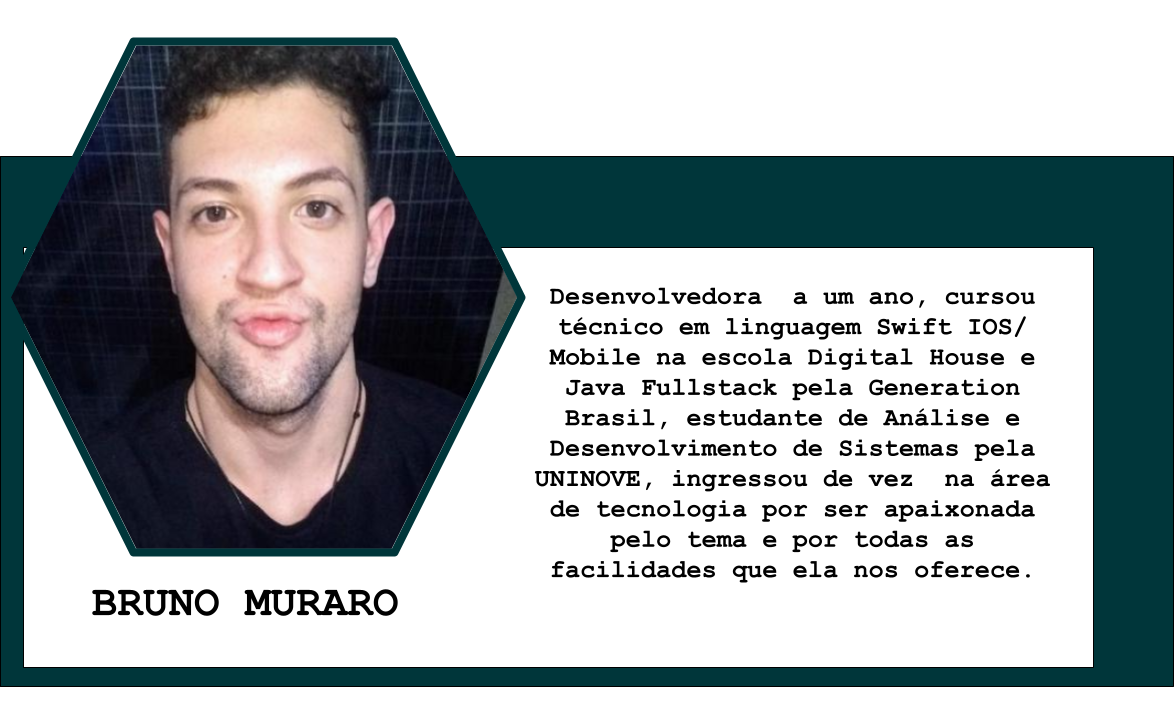 Desenvolvedora  a um ano, cursou
técnico em linguagem Swift IOS/
Mobile na escola Digital House e
Java Fullstack pela Generation
Brasil, estudante de Análise e
Desenvolvimento de Sistemas pela
UNINOVE, ingressou de vez  na área
de tecnologia por ser apaixonada
pelo tema e por todas as
facilidades que ela nos oferece.
BRUNO MURARO